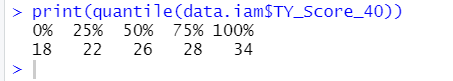 > print(quantile(data.iam$TY_Score_40))
0% 25% 50% 75% 100%
18 22 26 28 34
>